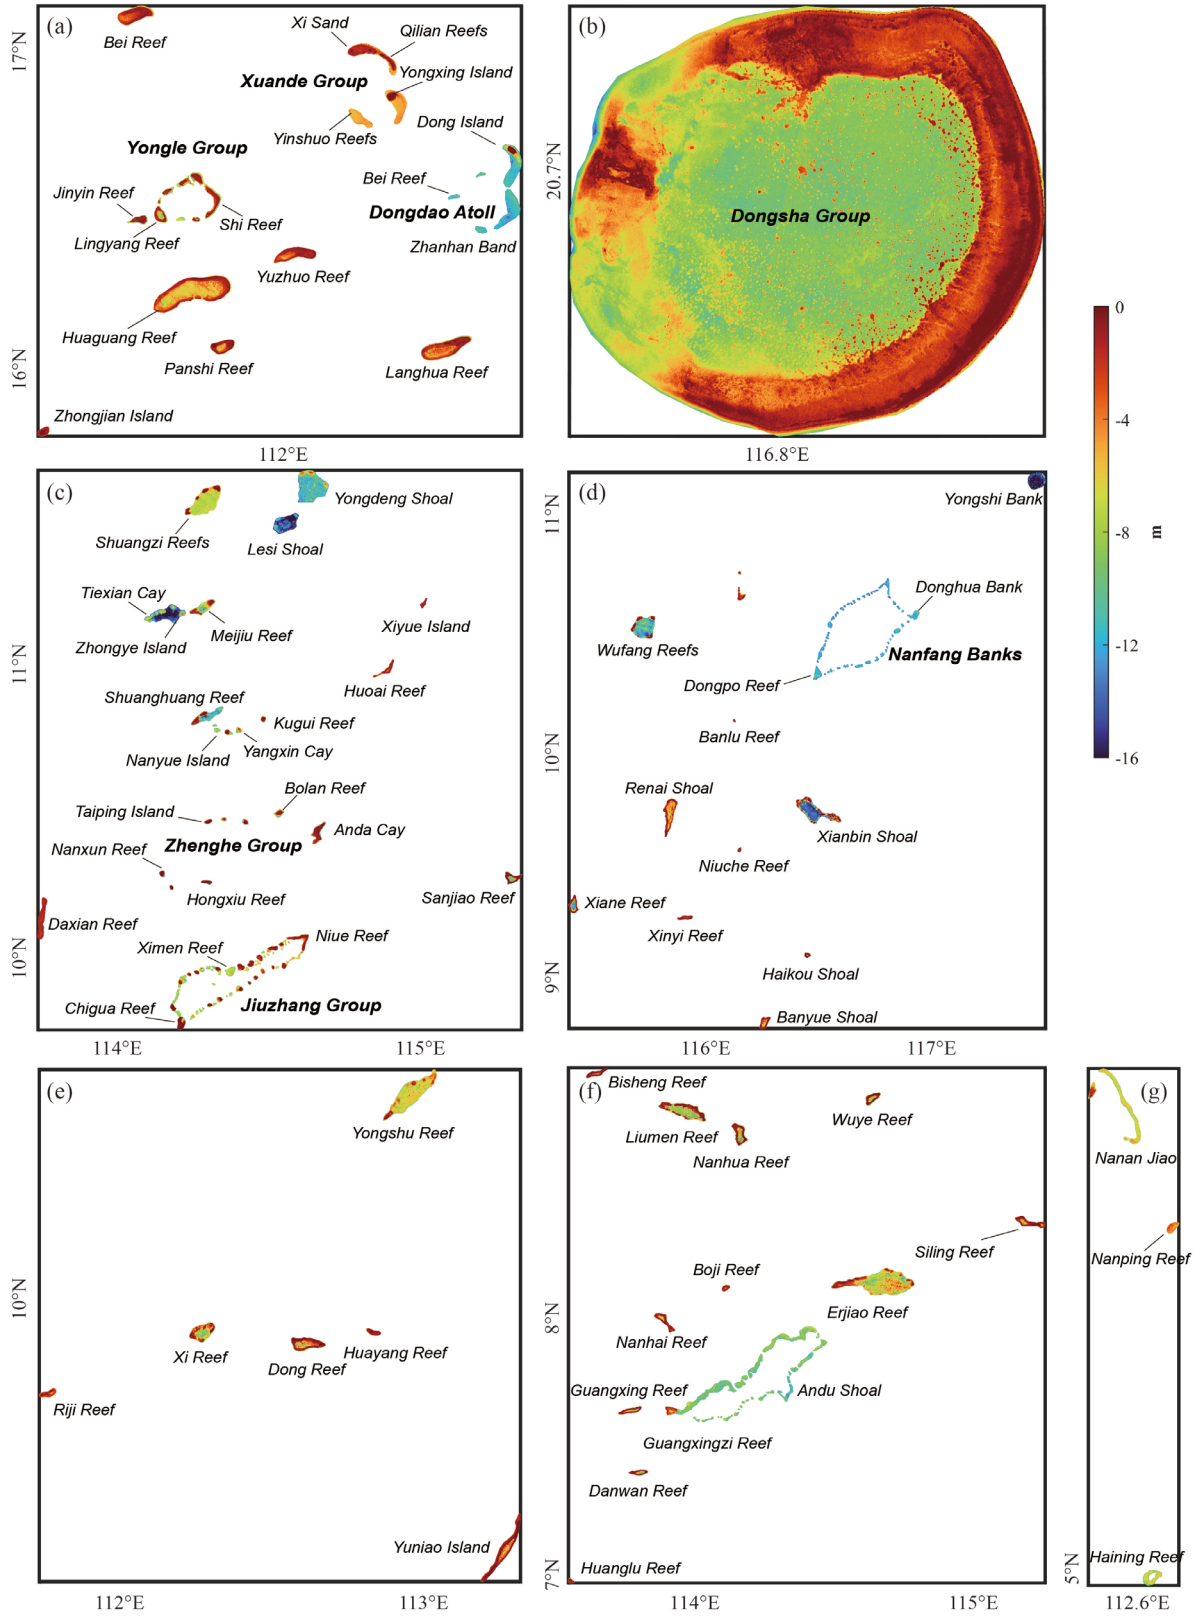 (a)
Bei Reef
Xi Sand
Qilian Reefs
Xuande Group
Yongxing Island
Yinshuo Reefs
Dong Island
Yongle Group
Bei Reef
Jinyin Reef
Shi Reef
Dongdao Atoll
Lingyang Reef
Zhanhan Band
Yuzhuo Reef
Huaguang Reef
Panshi Reef
Langhua Reef
Zhongjian Island
17°N
16°N
112°E
(b)
Dongsha Group
20.7°N
116.8°E
0
-4
-8
-12
-16
m
(c)
Yongdeng Shoal
Shuangzi Reefs
Lesi Shoal
Tiexian Cay
Meijiu Reef
Zhongye Island
Xiyue Island
Huoai Reef
Shuanghuang Reef
Kugui Reef
Yangxin Cay
Nanyue Island
Bolan Reef
Taiping Island
Anda Cay
Zhenghe Group
Nanxun Reef
Hongxiu Reef
Sanjiao Reef
Daxian Reef
Ximen Reef
Niue Reef
Chigua Reef
Jiuzhang Group
11°N
10°N
114°E
115°E
(d)
Yongshi Bank
Donghua Bank
Wufang Reefs
Nanfang Banks
Dongpo Reef
Banlu Reef
Renai Shoal
Xianbin Shoal
Niuche Reef
Xiane Reef
Xinyi Reef
Haikou Shoal
Banyue Shoal
11°N
10°N
9°N
116°E
117°E
(e)
Yongshu Reef
Xi Reef
Dong Reef
Huayang Reef
Riji Reef
Yuniao Island
10°N
112°E
113°E
(f)
Bisheng Reef
Liumen Reef
Wuye Reef
Nanhua Reef
Siling Reef
Boji Reef
Erjiao Reef
Nanhai Reef
Guangxing Reef
Andu Shoal
Guangxingzi Reef
Danwan Reef
Huanglu Reef
8°N
7°N
114°E
115°E
(g)
Nanan Jiao
Nanping Reef
Haining Reef
5°N
112.6°E